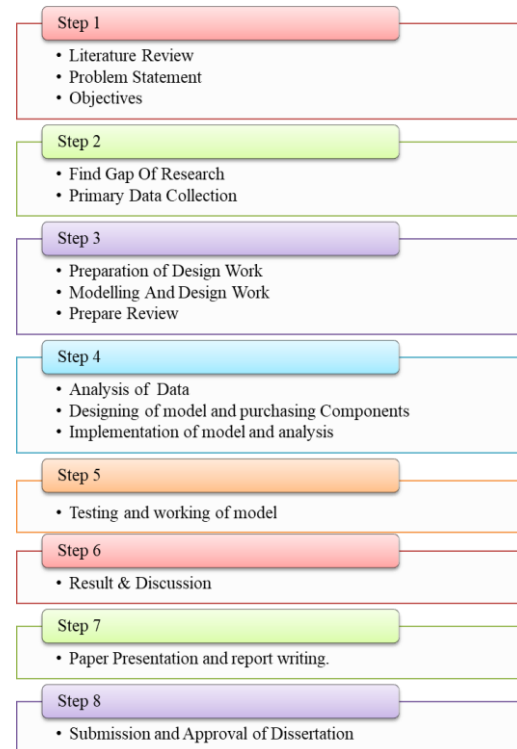 Step 1
• Literature Review
• Problem Statement
• Objectives
Step 2
• Find Gap Of Research
• Primary Data Collection
Step 3
• Preparation of Design Work
• Modelling And Design Work
• Prepare Review
Step 4
• Analysis of Data
• Designing of model and purchasing Components
• Implementation of model and analysis
Step 5
• Testing and working of model
Step 6
• Result & Discussion
Step 7
• Paper Presentation and report writing.
Step 8
• Submission and Approval of Dissertation